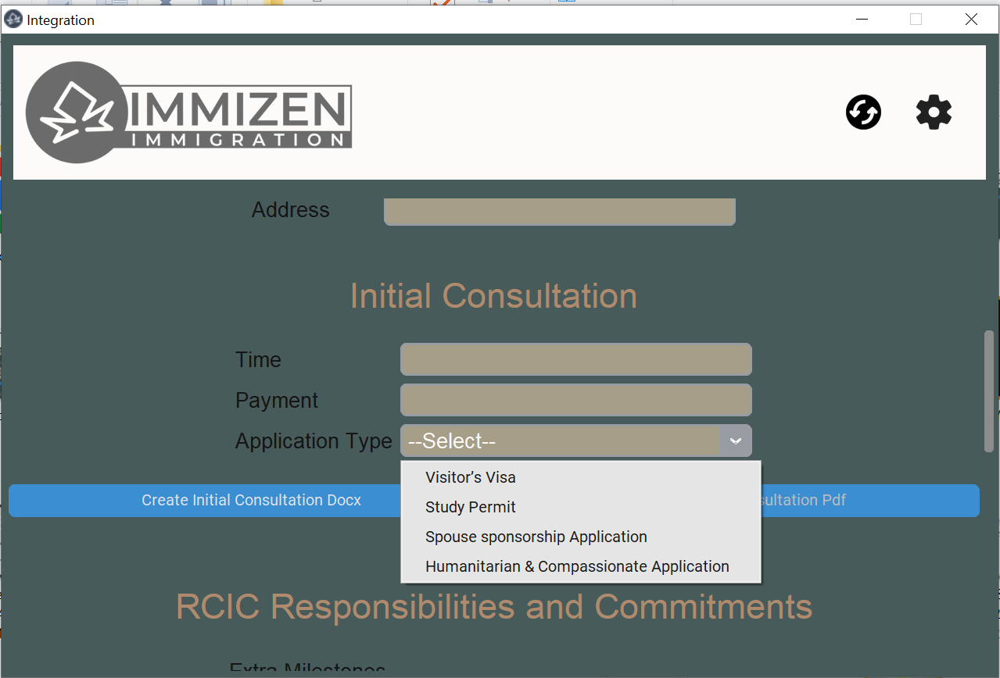 Integration
IMMIZEN
IMMIGRATION
Address
Initial Consultation
Time
Payment
Application Type --Select--
Visitor’s Visa
Create Initial Consultation Docx
Pdf
Study Permit
Spouse sponsorship Application
Humanitarian & Compassionate Application
RCIC Responsibilities and Commitments
Extra Milestones